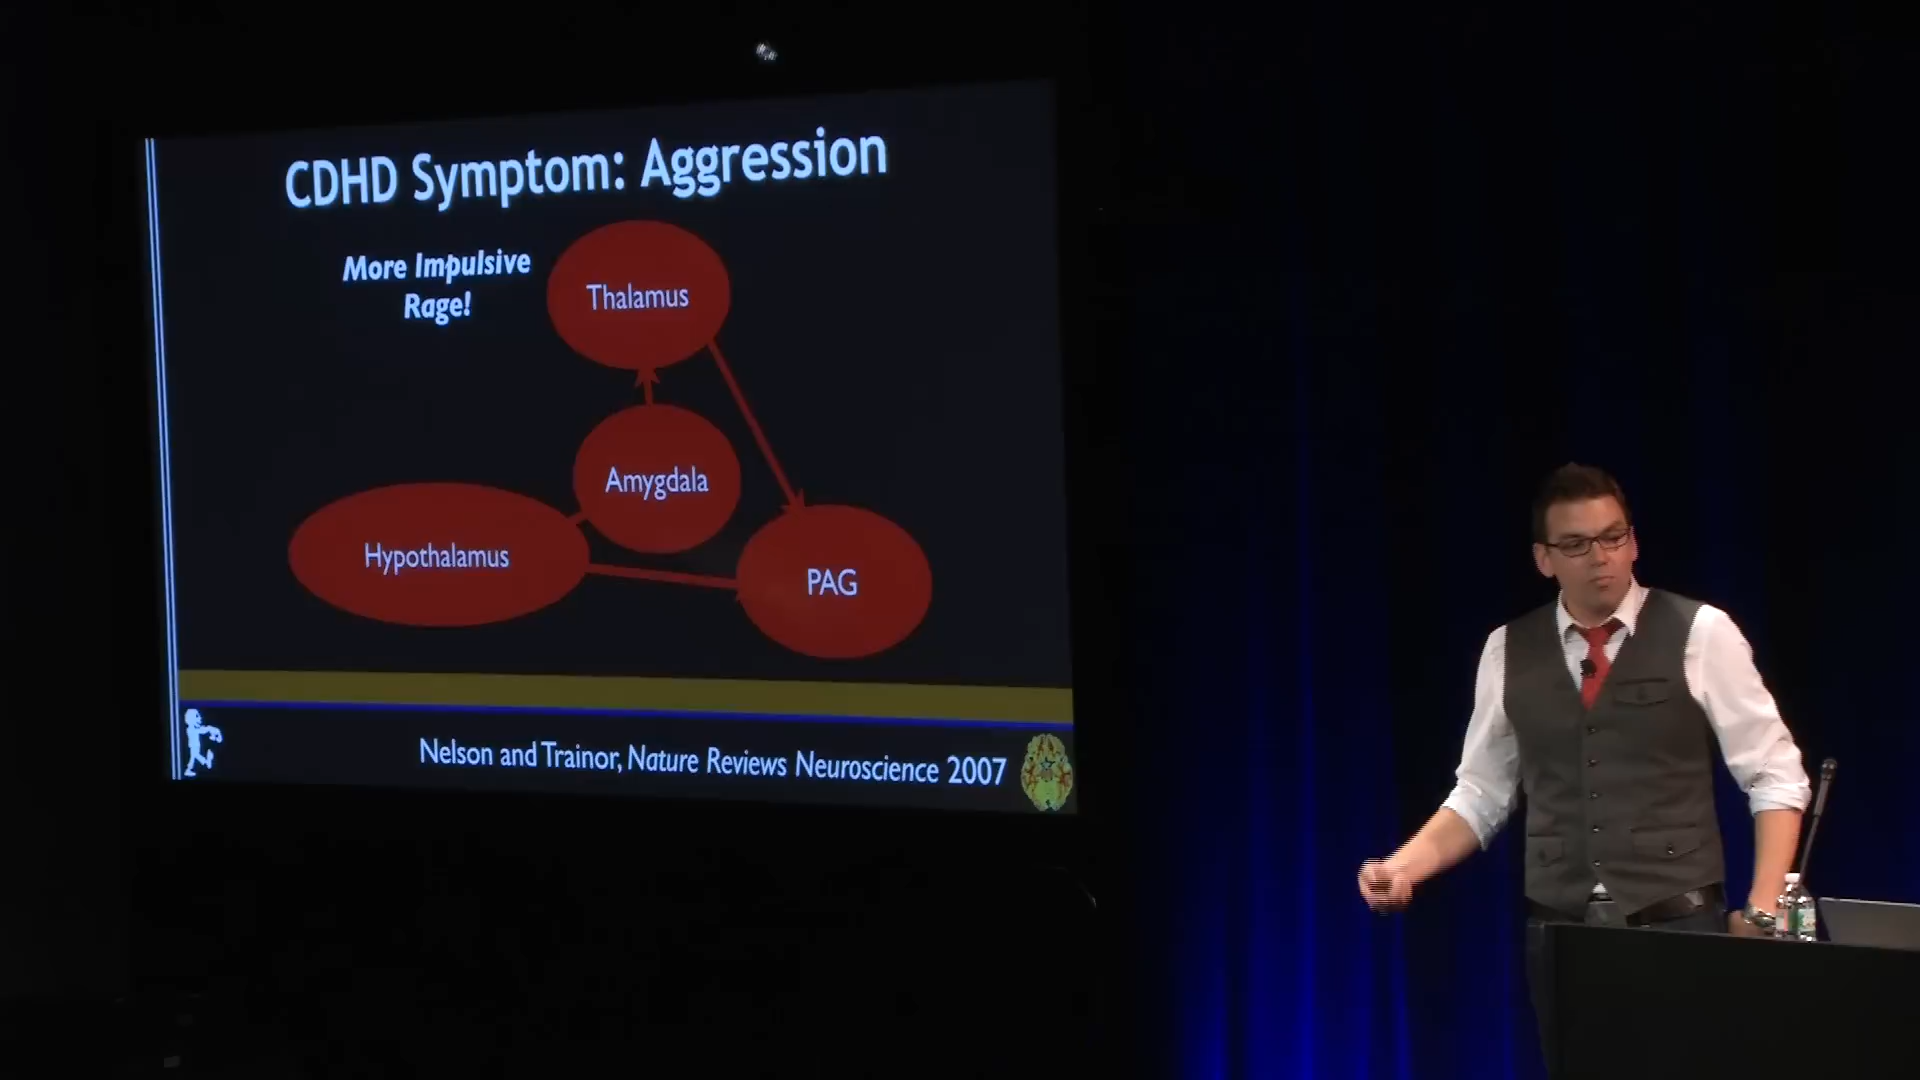 CDHD Symptom: Aggression
More Impulsive
Rage!
Thalamus
Amygdala
Hypothalamus
PAG
Nelson and Trainor, Nature Reviews Neuroscience 2007